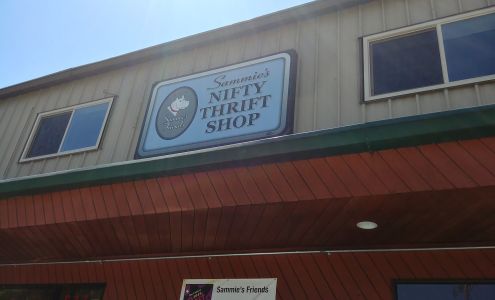 Sammie's
NIFTY
THRIFT
SHOP
Sammie's Friends